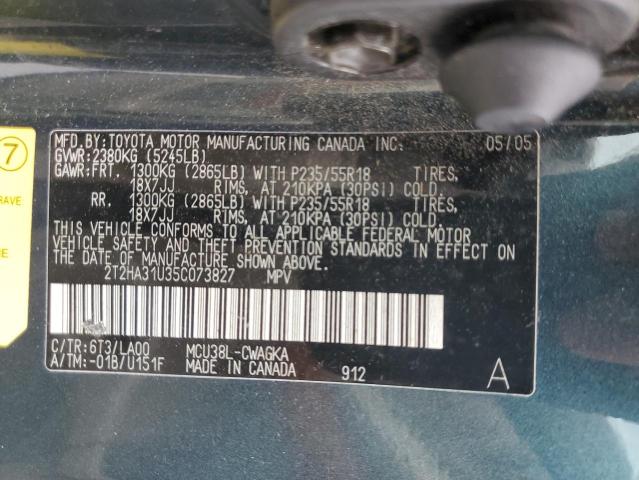 MFD.BY:TOYOTA MOTOR MANUFACTURING CANADA INC. 05/05
GVWR:2380KG (5245LB)
GAWR:FRT. 1300KG (2865LB) WITH P235/55R18 TIRES,
18X7JJ RIMS, AT 210KPA (30PSI) COLD.
RR. 1300KG (2865LB) WITH P235/55R18 TIRES,
18X7JJ RIMS, AT 210KPA (30PSI) COLD.
THIS VEHICLE CONFORMS TO ALL APPLICABLE FEDERAL MOTOR
VEHICLE SAFETY AND THEFT PREVENTION STANDARDS IN EFFECT ON
THE DATE OF MANUFACTURE SHOWN ABOVE.
2T2HA31U35C073827 MPV
C/TR:6T3/LA00 MCU38L-CWAGKA
A/TM:-01B/U151F MADE IN CANADA 912 A
7
RAVE: